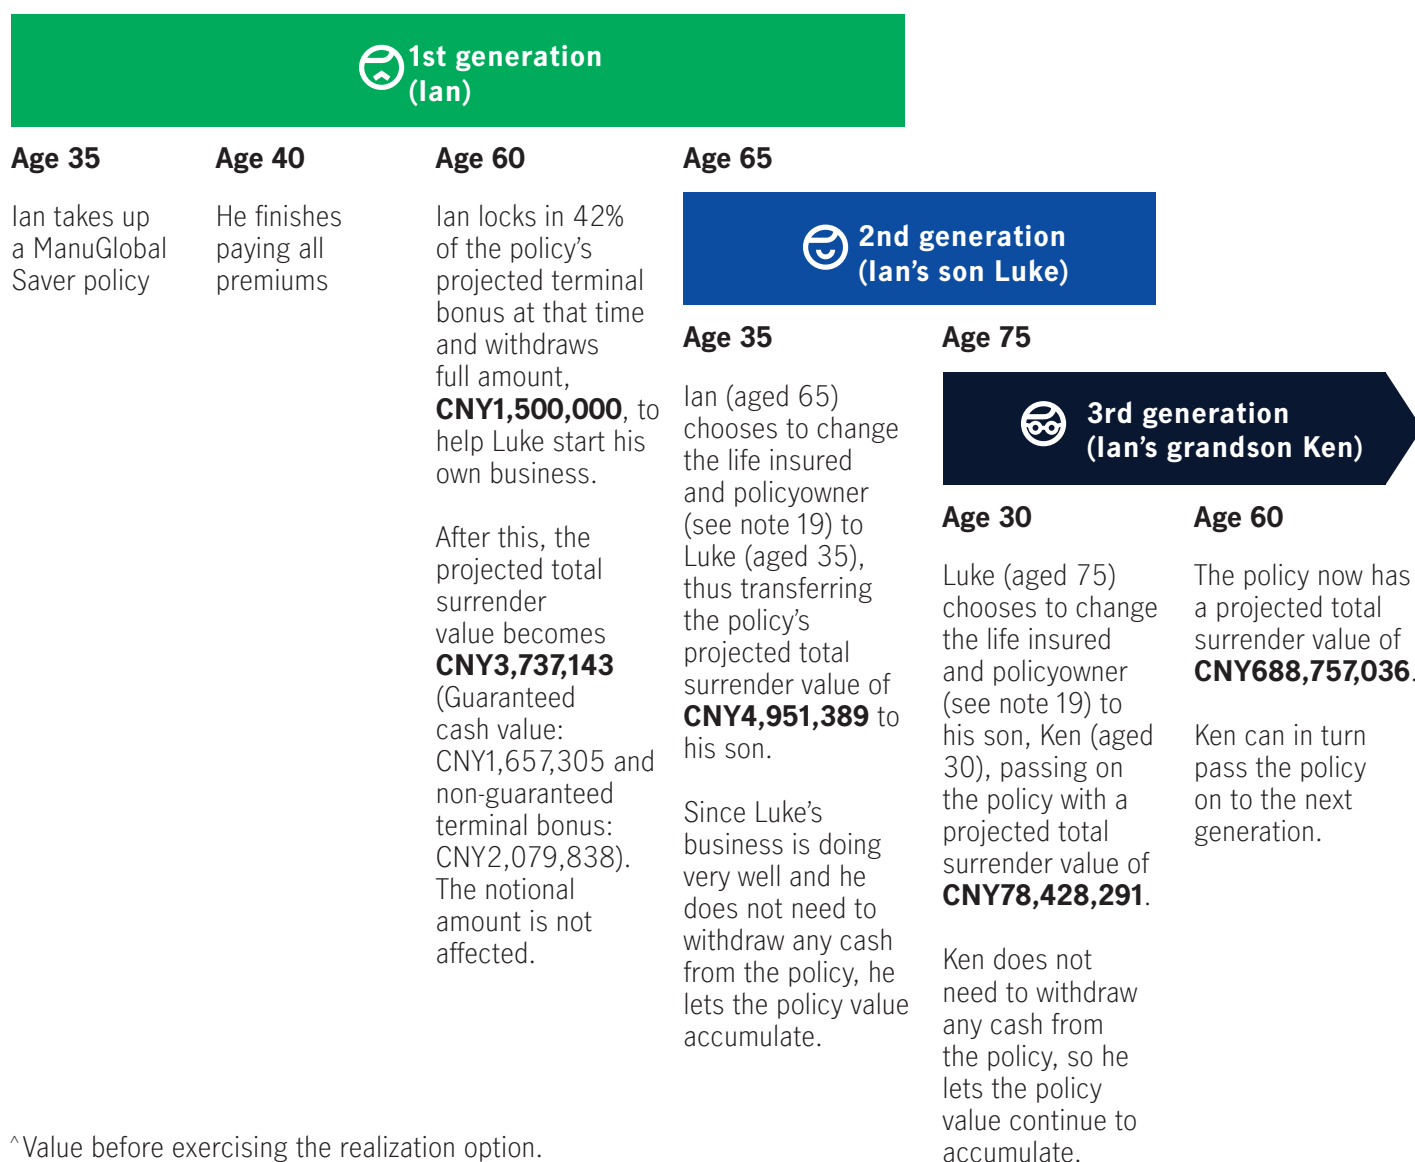 1st generation
(Ian)
Age 35
Ian takes up
a ManuGlobal
Saver policy
Age 40
He finishes
paying all
premiums
Age 60
Ian locks in 42%
of the policy’s
projected terminal
bonus at that time
and withdraws
full amount,
CNY1,500,000, to
help Luke start his
own business.
After this, the
projected total
surrender
value becomes
CNY3,737,143
(Guaranteed
cash value:
CNY1,657,305 and
non-guaranteed
terminal bonus:
CNY2,079,838).
The notional
amount is not
affected.
Age 65
2nd generation
(Ian’s son Luke)
Age 35
Ian (aged 65)
chooses to change
the life insured
and policyowner
(see note 19) to
Luke (aged 35),
thus transferring
the policy’s
projected total
surrender value of
CNY4,951,389 to
his son.
Since Luke’s
business is doing
very well and he
does not need to
withdraw any cash
from the policy, he
lets the policy value
accumulate.
Age 75
3rd generation
(Ian’s grandson Ken)
Age 30
Luke (aged 75)
chooses to change
the life insured
and policyowner
(see note 19) to
his son, Ken (aged
30), passing on
the policy with a
projected total
surrender value of
CNY78,428,291.
Ken does not
need to withdraw
any cash from
the policy, so he
lets the policy
value continue to
accumulate.
Age 60
The policy now has
a projected total
surrender value of
CNY688,757,036.
Ken can in turn
pass the policy
on to the next
generation.
^Value before exercising the realization option.